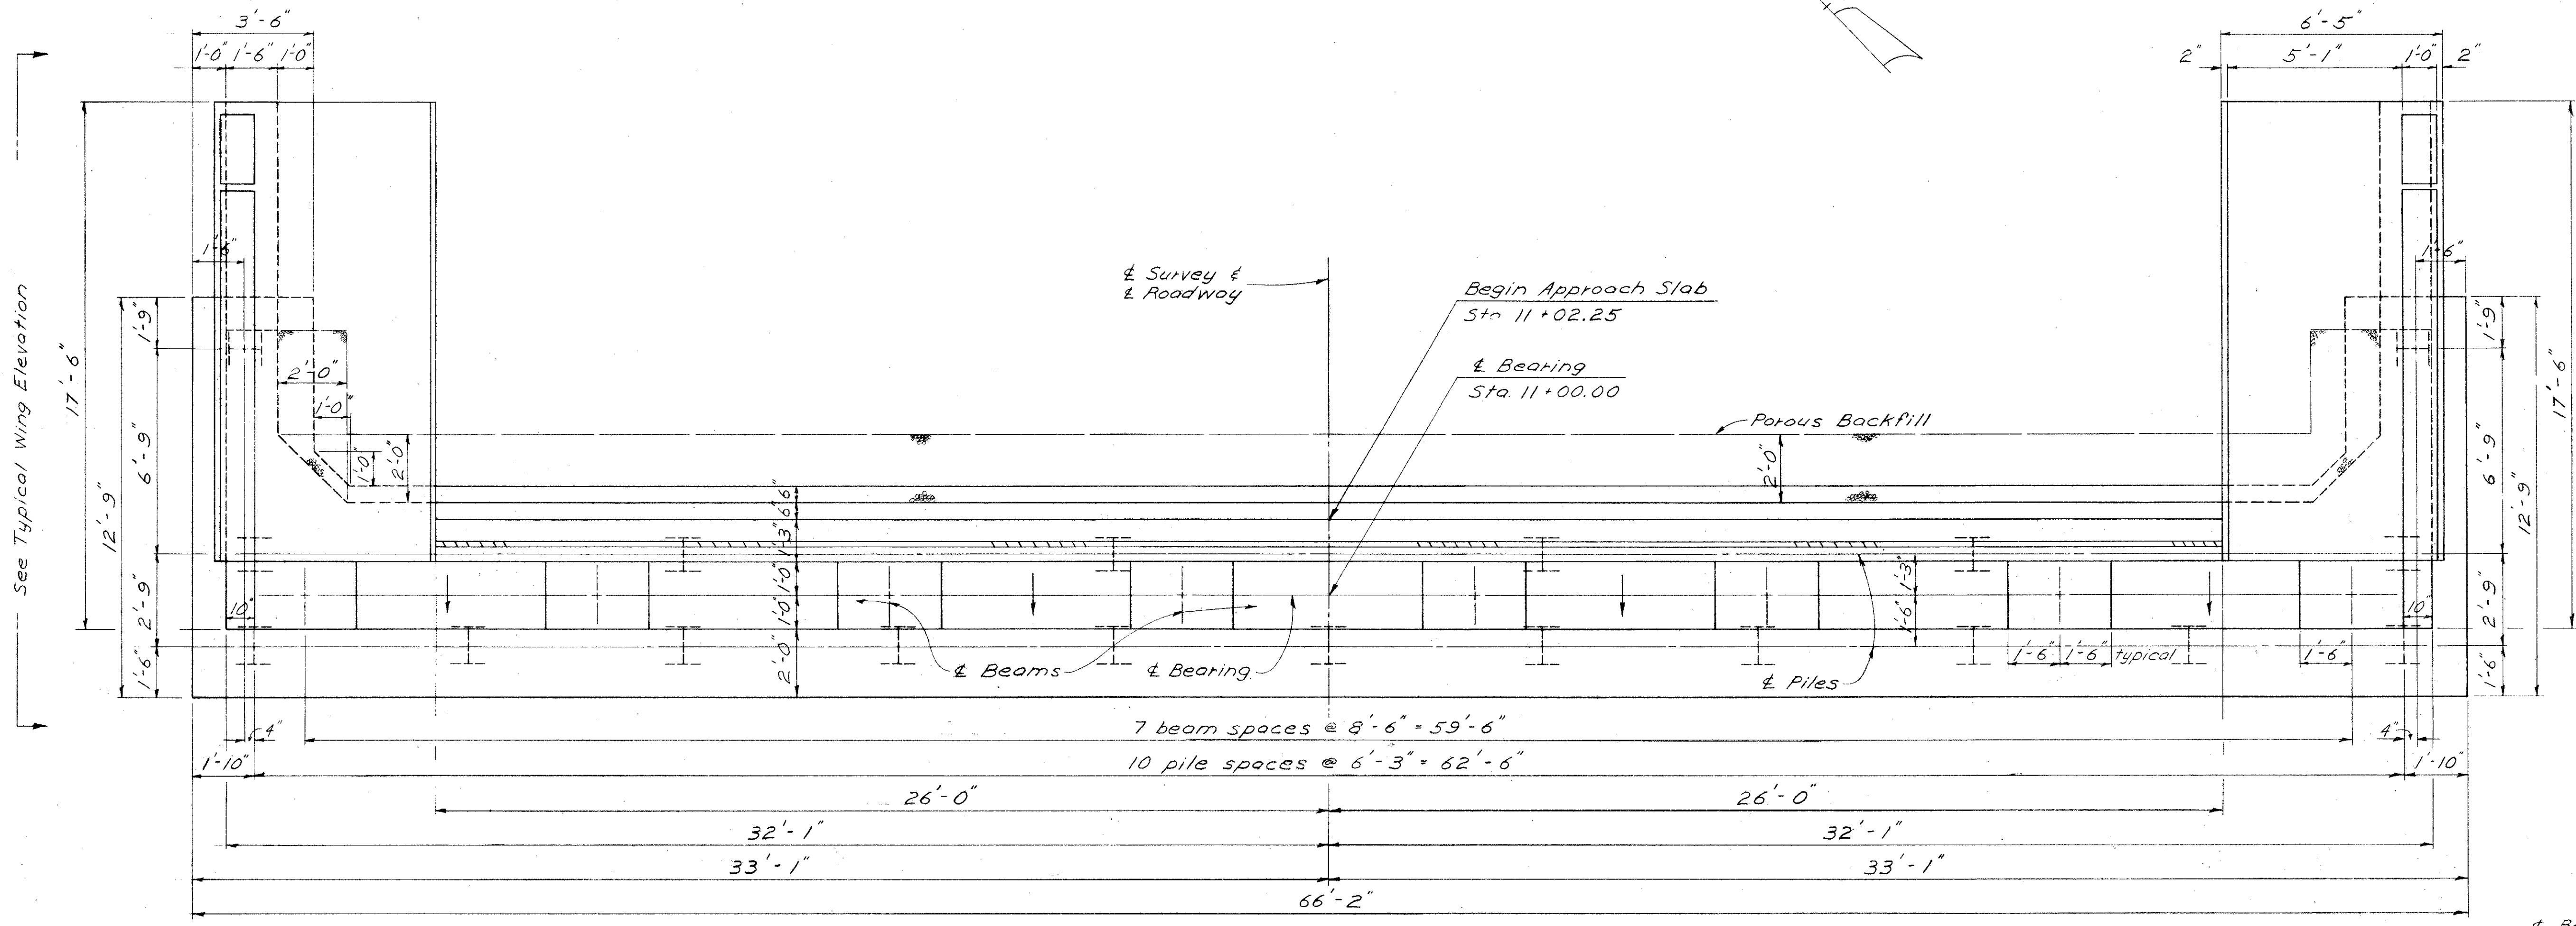 3'-6"
6'-5"
1'-0" 1'-6" 1'-0"
2" 5'-1" 1'-0" 2"
See Typical Wing Elevation
17'-6"
12'-9"
1'-9"
6'-9"
2'-9"
1'-6"
1'-6"
2'-0"
1'-0"
1'-0"
2'-0"
10"
℄ Survey &
℄ Roadway
Begin Approach Slab
Sta 11+02.25
℄ Bearing
Sta. 11+00.00
Porous Backfill
2'-0"
6"
6"
1'-3"
1'-0"
1'-0"
2'-0"
1'-3"
1'-6"
1'-6"
1'-9"
6'-9"
2'-9"
1'-6"
12'-9"
17'-6"
10"
1'-6" 1'-6" typical 1'-6"
℄ Beams ℄ Bearing ℄ Piles
4" 7 beam spaces @ 8'-6" = 59'-6" 4"
1'-10" 10 pile spaces @ 6'-3" = 62'-6" 1'-10"
26'-0" 26'-0"
32'-1" 32'-1"
33'-1" 33'-1"
66'-2"